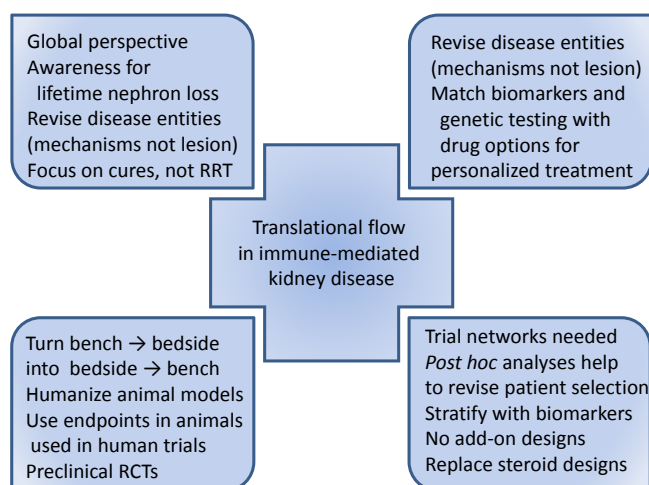 Global perspective
Awareness for
lifetime nephron loss
Revise disease entities
(mechanisms not lesion)
Focus on cures, not RRT
Revise disease entities
(mechanisms not lesion)
Match biomarkers and
genetic testing with
drug options for
personalized treatment
Translational flow
in immune-mediated
kidney disease
Turn bench → bedside
into bedside → bench
Humanize animal models
Use endpoints in animals
used in human trials
Preclinical RCTs
Trial networks needed
Post hoc analyses help
to revise patient selection
Stratify with biomarkers
No add-on designs
Replace steroid designs